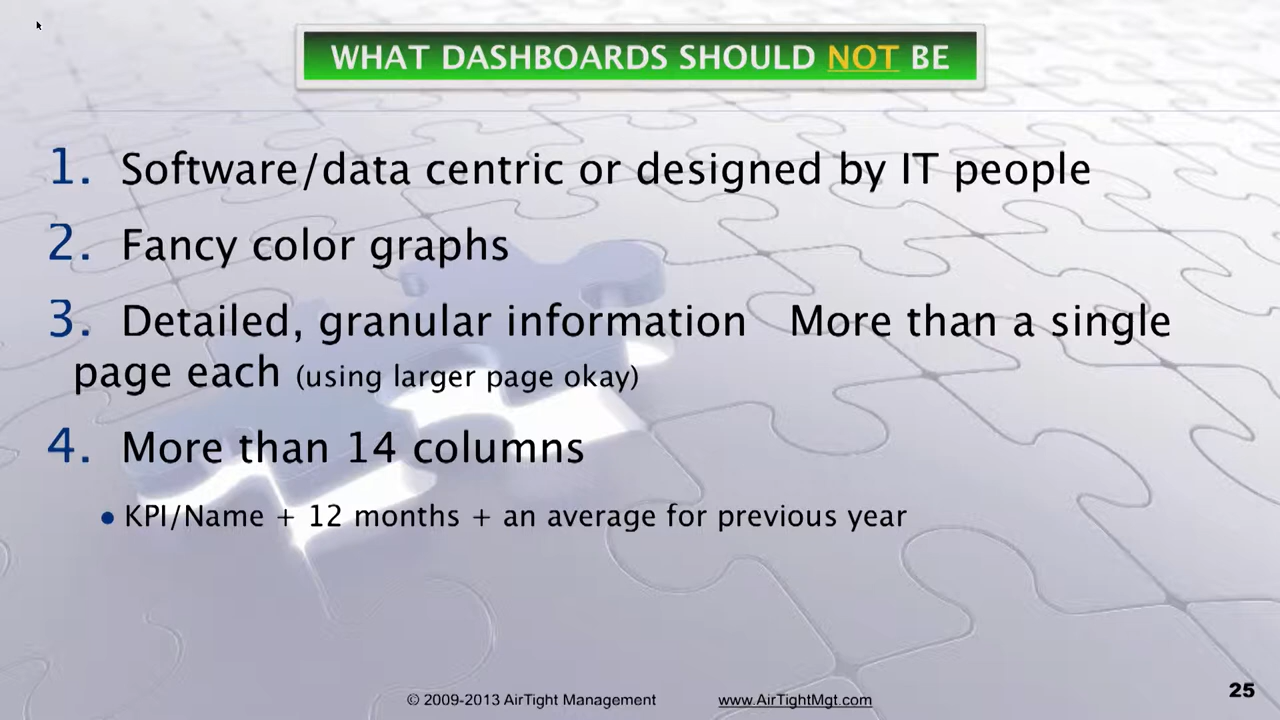 WHAT DASHBOARDS SHOULD NOT BE
1. Software/data centric or designed by IT people
2. Fancy color graphs
3. Detailed, granular information More than a single
page each (using larger page okay)
4. More than 14 columns
• KPI/Name + 12 months + an average for previous year
© 2009-2013 AirTight Management www.AirTightMgt.com
25